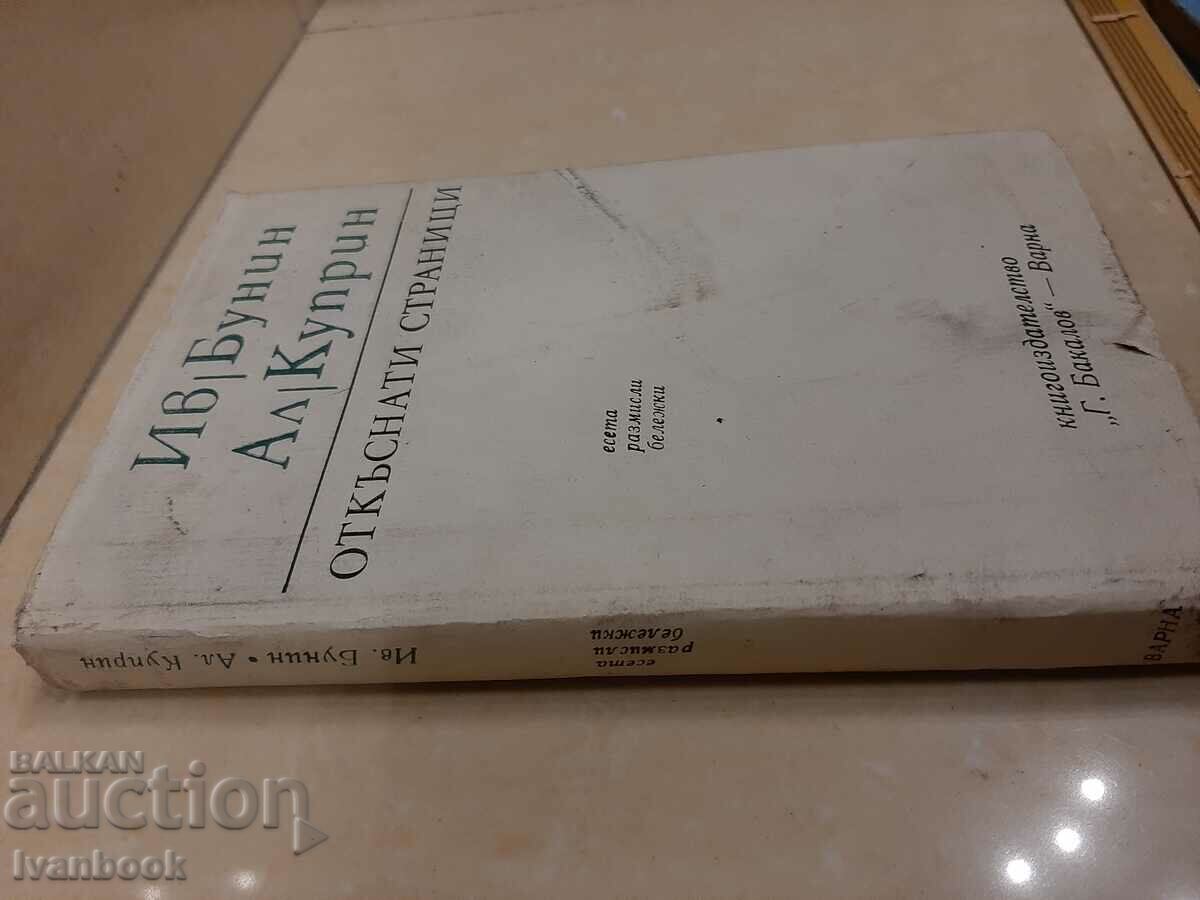 Ив|Бунин
Ал|Куприн
ОТКЪСНАТИ СТРАНИЦИ
есета
размисли
бележки
книгоиздателство
„Г. Бакалов“ – Варна
Ив. Бунин • Ал. Куприн
есета
размисли
бележки
ВАРНА
BALKAN
auction
Ivanbook